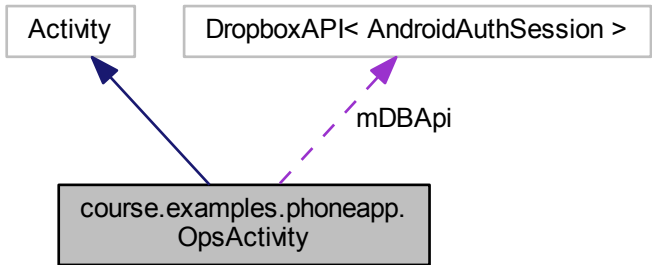 Activity
DropboxAPI< AndroidAuthSession >
mDBApi
course.examples.phoneapp.
OpsActivity